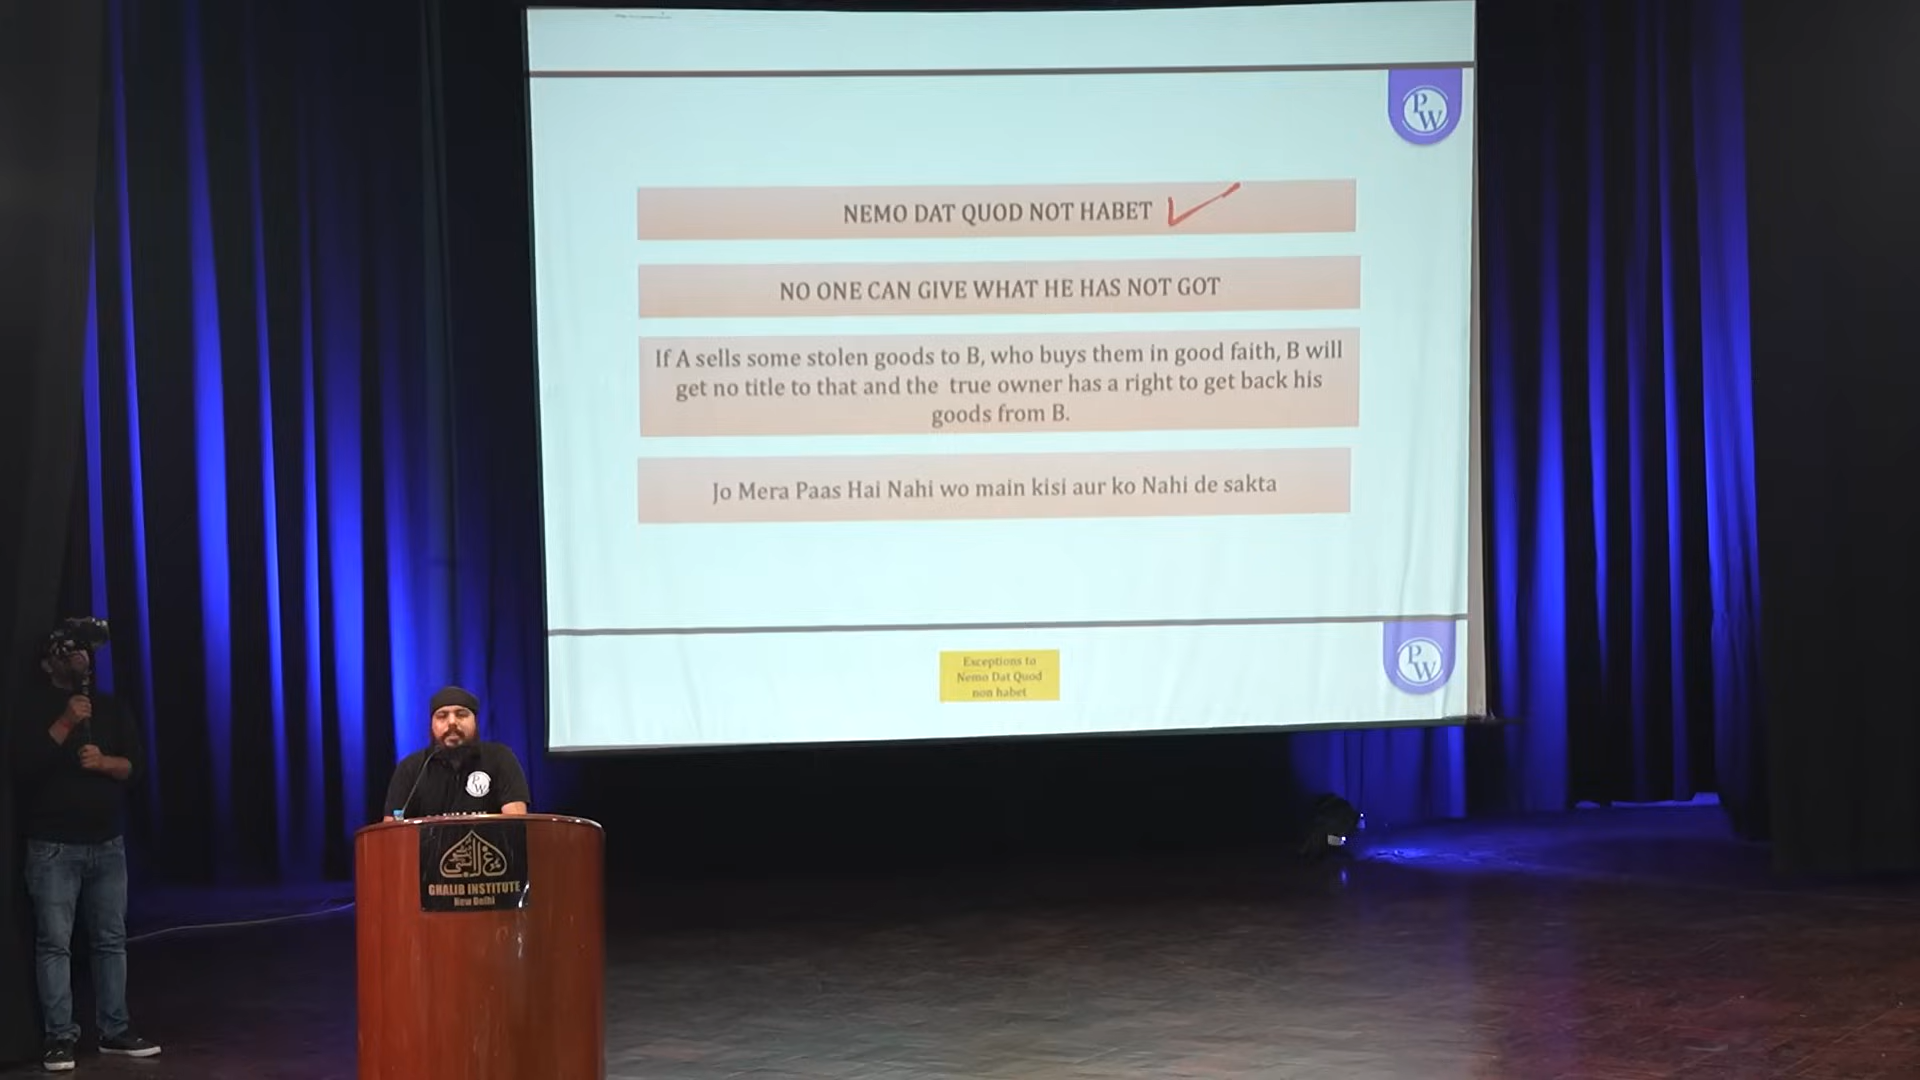 P
W
NEMO DAT QUOD NOT HABET
NO ONE CAN GIVE WHAT HE HAS NOT GOT
If A sells some stolen goods to B, who buys them in good faith, B will
get no title to that and the true owner has a right to get back his
goods from B.
Jo Mera Paas Hai Nahi wo main kisi aur ko Nahi de sakta
Exceptions to
Nemo Dat Quod
non habet
P
W
P
W
GHALIB INSTITUTE
New Delhi